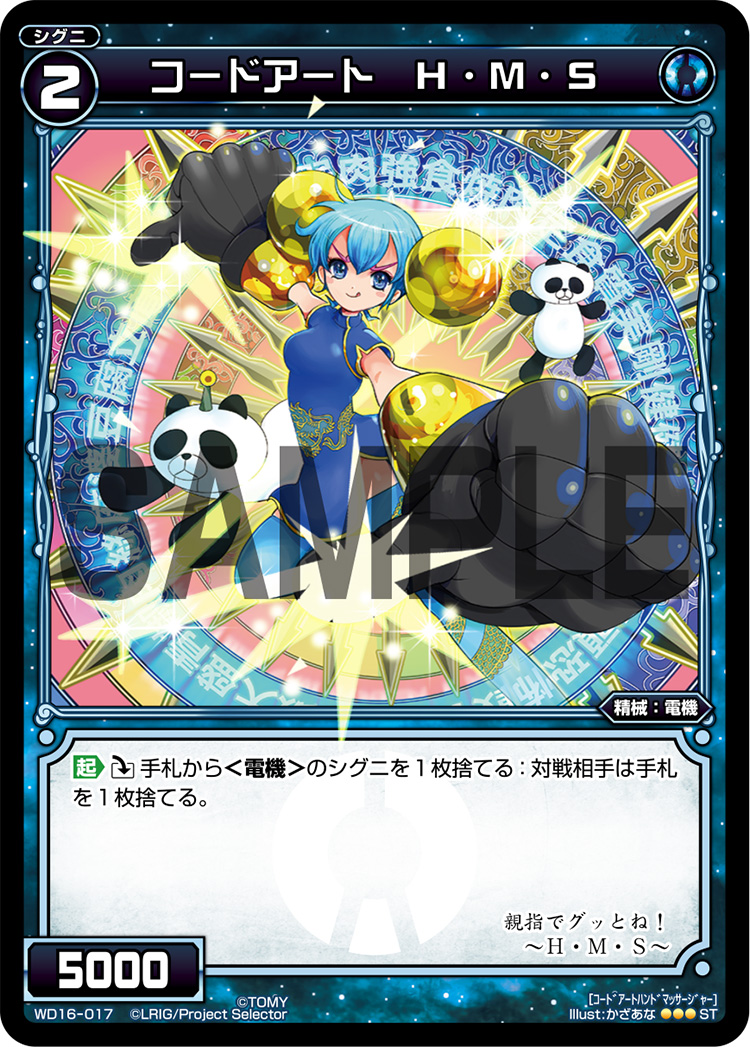 シグニ
2
コードアート H・M・S
肉強食
SAMPLE
精械：電機
起 手札から<電機>のシグニを1枚捨てる：対戦相手は手札
を1枚捨てる。
親指でグッとね！
～H・M・S～
5000
©TOMY
[コードアートハンドマッサージャー]
WD16-017 ©LRIG/Project Selector
Illust:かざあな ST